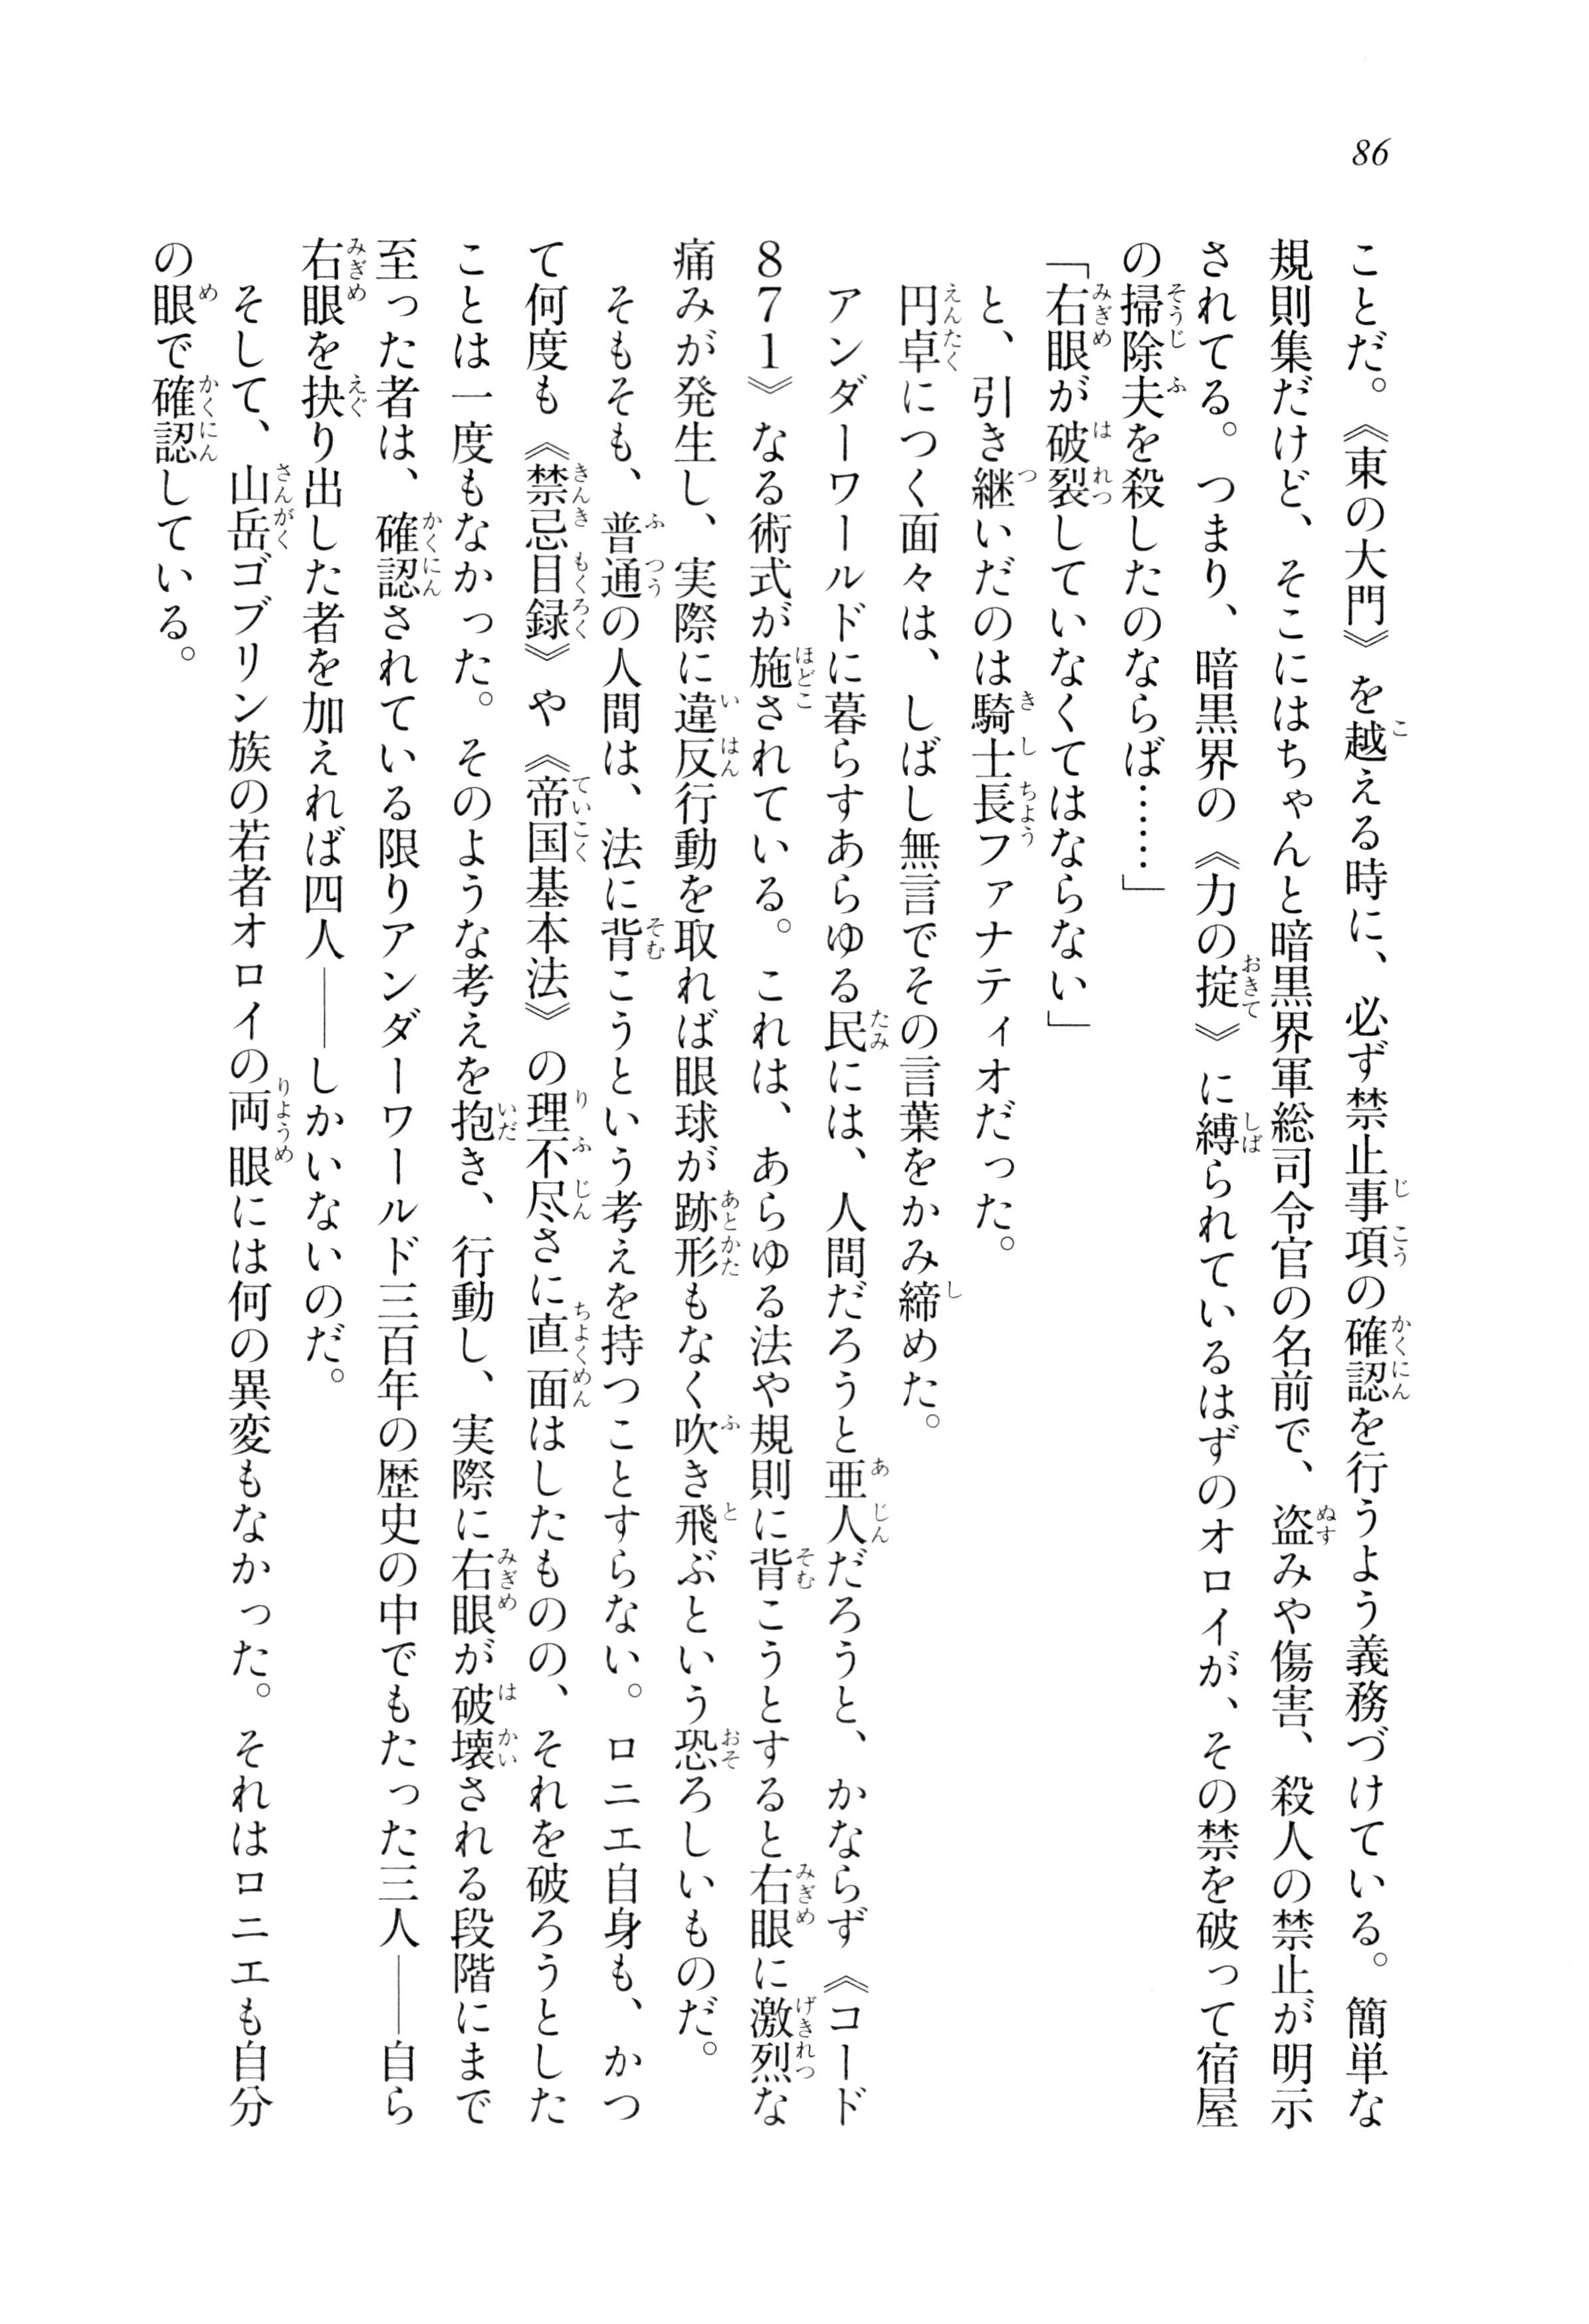 86
ことだ。《東の大門》を越える時に、必ず禁止事項の確認を行うよう義務づけている。簡単な
規則集だけど、そこにはちゃんと暗黒界軍総司令官の名前で、盗みや傷害、殺人の禁止が明示
されてる。つまり、暗黒界の《力の掟》に縛られているはずのオロイが、その禁を破って宿屋
の掃除夫を殺したのならば……」
「右眼が破裂していなくてはならない」
と、引き継いだのは騎士長ファナティオだった。
円卓につく面々は、しばし無言でその言葉をかみ締めた。
アンダーワールドに暮らすあらゆる民には、人間だろうと亜人だろうと、かならず《コード
８７１》なる術式が施されている。これは、あらゆる法や規則に背こうとすると右眼に激烈な
痛みが発生し、実際に違反行動を取れば眼球が跡形もなく吹き飛ぶという恐ろしいものだ。
そもそも、普通の人間は、法に背こうという考えを持つことすらない。ロニエ自身も、かつ
て何度も《禁忌目録》や《帝国基本法》の理不尽さに直面はしたものの、それを破ろうとした
ことは一度もなかった。そのような考えを抱き、行動し、実際に右眼が破壊される段階にまで
至った者は、確認されている限りアンダーワールド三百年の歴史の中でもたった三人――自ら
右眼を抉り出した者を加えれば四人――しかいないのだ。
そして、山岳ゴブリン族の若者オロイの両眼には何の異変もなかった。それはロニエも自分
の眼で確認している。